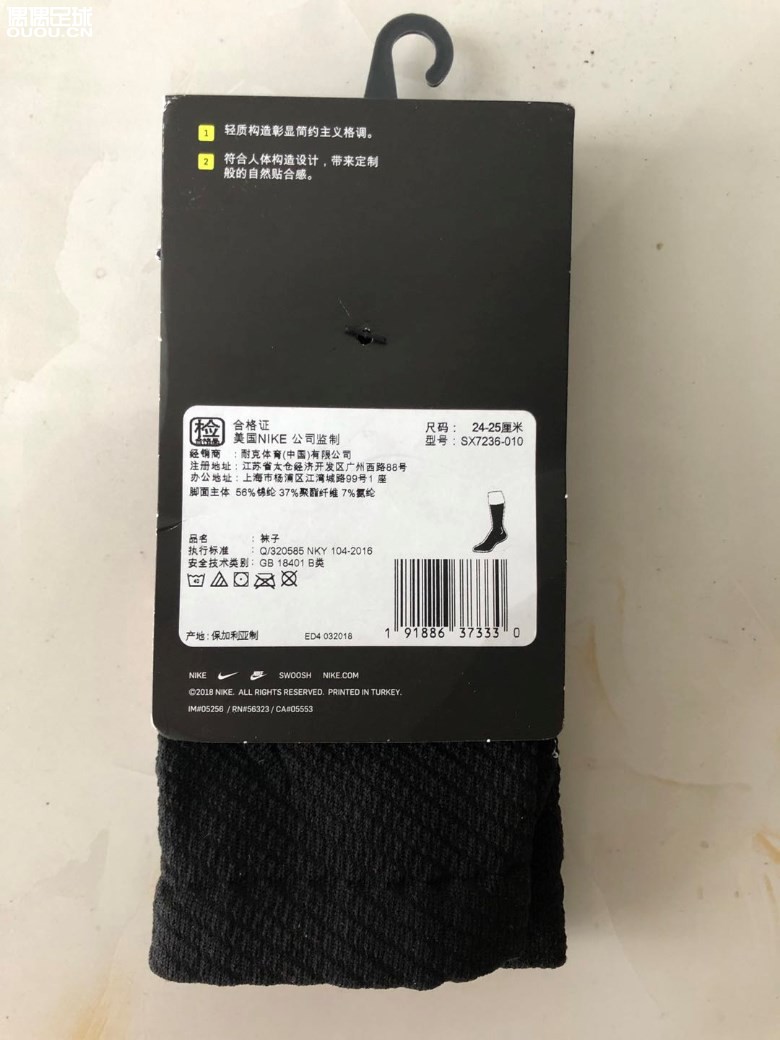 偶偶足球
OUOU.CN
1 轻质构造彰显简约主义格调。
2 符合人体构造设计，带来定制
般的自然贴合感。
检
合格证
美国NIKE 公司监制
尺码： 24-25厘米
型号： SX7236-010
经销商 ：耐克体育(中国)有限公司
注册地址：江苏省太仓经济开发区广州西路88号
办公地址：上海市杨浦区江湾城路99号1 座
脚面主体 56%锦纶 37%聚酯纤维 7%氨纶
品名 ：袜子
执行标准 ：Q/320585 NKY 104-2016
安全技术类别：GB 18401 B类
40
产地: 保加利亚制
ED4 032018
1 91886 37333 0
NIKE SWOOSH NIKE.COM
©2018 NIKE. ALL RIGHTS RESERVED. PRINTED IN TURKEY.
IM#05256 / RN#56323 / CA#05553